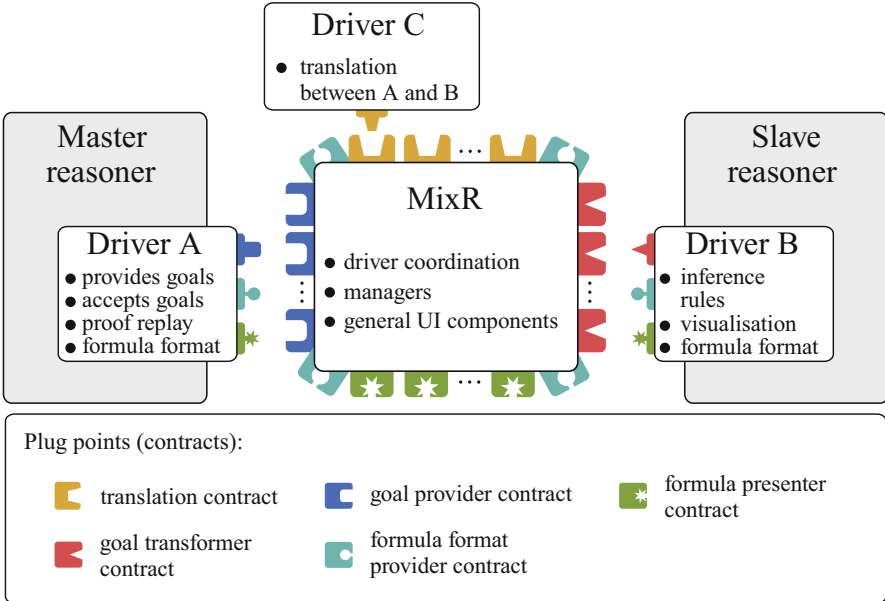 Driver C
● translation
between A and B
Master
reasoner
Slave
reasoner
...
MixR
● driver coordination
● managers
● general UI components
Driver A
● provides goals
● accepts goals
● proof replay
● formula format
Driver B
● inference
rules
● visualisation
● formula format
...
...
...
Plug points (contracts):
translation contract
goal provider contract
formula presenter
contract
goal transformer
contract
formula format
provider contract